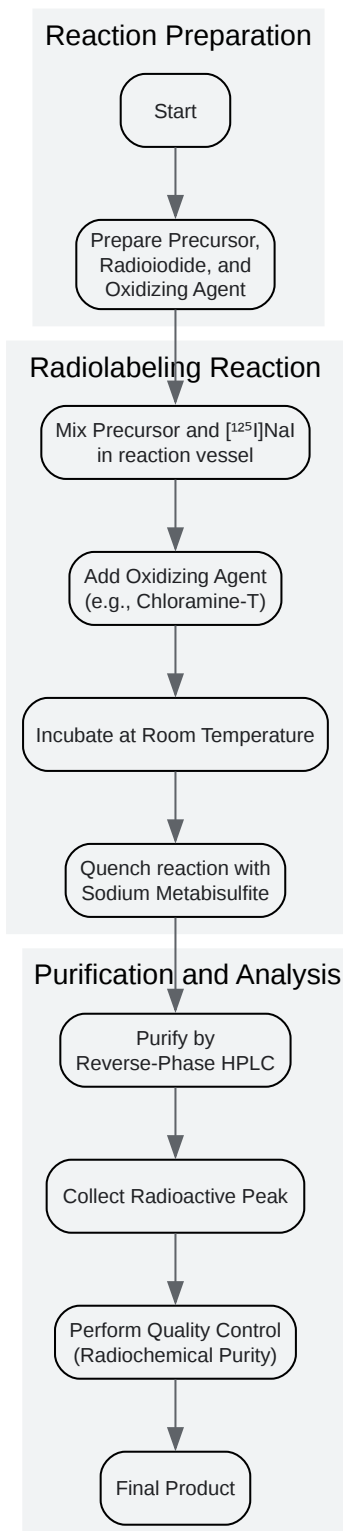 Reaction Preparation
Start
Prepare Precursor,
Radioiodide, and
Oxidizing Agent
Radiolabeling Reaction
Mix Precursor and [¹²⁵I]NaI
in reaction vessel
Add Oxidizing Agent
(e.g., Chloramine-T)
Incubate at Room Temperature
Quench reaction with
Sodium Metabisulfite
Purification and Analysis
Purify by
Reverse-Phase HPLC
Collect Radioactive Peak
Perform Quality Control
(Radiochemical Purity)
Final Product